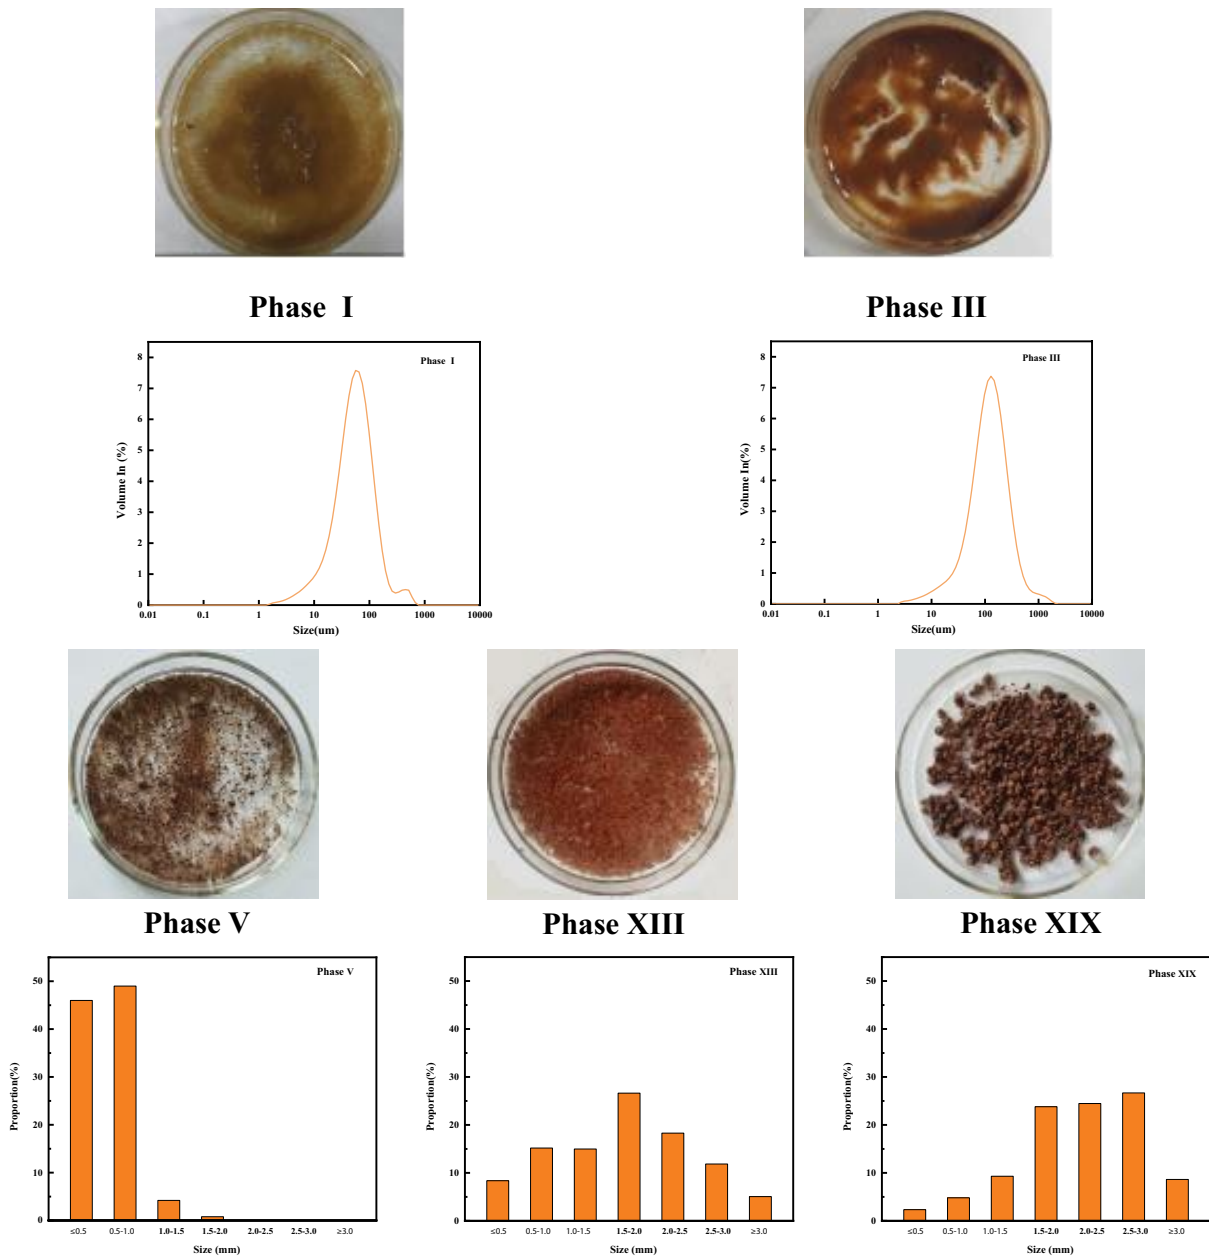 Phase I
Phase III
Phase I
8
7
6
5
4
3
2
1
0
Volume In (%)
0.01 0.1 1 10 100 1000 10000
Size(um)
Phase III
8
7
6
5
4
3
2
1
0
Volume In(%)
0.01 0.1 1 10 100 1000 10000
Size(um)
Phase V
Phase XIII
Phase XIX
Phase V
50
40
30
20
10
0
Proportion(%)
≤0.5 0.5-1.0 1.0-1.5 1.5-2.0 2.0-2.5 2.5-3.0 ≥3.0
Size (mm)
Phase XIII
50
40
30
20
10
0
Proportion(%)
≤0.5 0.5-1.0 1.0-1.5 1.5-2.0 2.0-2.5 2.5-3.0 ≥3.0
Size (mm)
Phase XIX
50
40
30
20
10
0
Proportion(%)
≤0.5 0.5-1.0 1.0-1.5 1.5-2.0 2.0-2.5 2.5-3.0 ≥3.0
Size (mm)